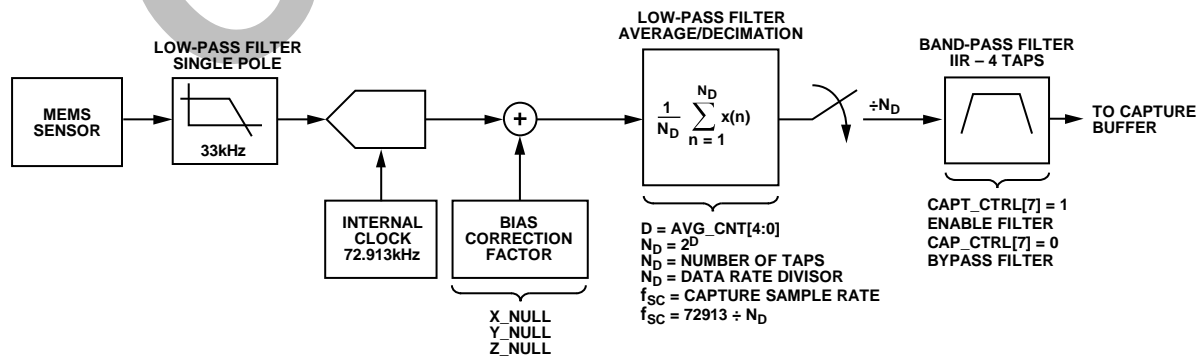 MEMS
SENSOR
LOW-PASS FILTER
SINGLE POLE
33kHz
INTERNAL
CLOCK
72.913kHz
+
BIAS
CORRECTION
FACTOR
X_NULL
Y_NULL
Z_NULL
LOW-PASS FILTER
AVERAGE/DECIMATION
1/N_D ∑ x(n)
N_D
n = 1
D = AVG_CNT[4:0]
N_D = 2^D
N_D = NUMBER OF TAPS
N_D = DATA RATE DIVISOR
f_SC = CAPTURE SAMPLE RATE
f_SC = 72913 ÷ N_D
÷N_D
BAND-PASS FILTER
IIR – 4 TAPS
CAPT_CTRL[7] = 1
ENABLE FILTER
CAP_CTRL[7] = 0
BYPASS FILTER
TO CAPTURE
BUFFER